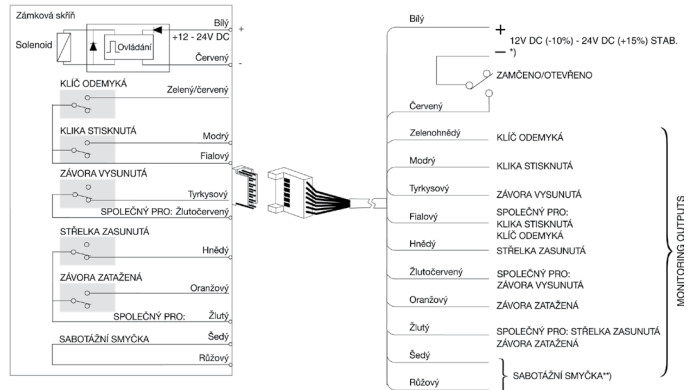 Zámková skříň
Bílý +
+12 - 24V DC
Solenoid
Ovládání
Červený -
KLÍČ ODEMYKÁ
Zelený/červený
KLIKA STISKNUTÁ
Modrý
Fialový
ZÁVORA VYSUNUTÁ
Tyrkysový
SPOLEČNÝ PRO: Žlutočervený
STŘELKA ZASUNUTÁ
Hnědý
ZÁVORA ZATAŽENÁ
Oranžový
SPOLEČNÝ PRO: Žlutý
SABOTÁŽNÍ SMYČKA
Šedý
Růžový
Bílý
+
12V DC (-10%) - 24V DC (+15%) STAB.
— *)
ZAMČENO/OTEVŘENO
Červený
Zelenohnědý KLÍČ ODEMYKÁ
Modrý KLIKA STISKNUTÁ
Tyrkysový ZÁVORA VYSUNUTÁ
Fialový SPOLEČNÝ PRO:
KLIKA STISKNUTÁ
KLÍČ ODEMYKÁ
Hnědý STŘELKA ZASUNUTÁ
Žlutočervený SPOLEČNÝ PRO:
ZÁVORA VYSUNUTÁ
Oranžový ZÁVORA ZATAŽENÁ
Žlutý SPOLEČNÝ PRO: STŘELKA ZASUNUTÁ
ZÁVORA ZATAŽENÁ
Šedý
SABOTÁŽNÍ SMYČKA**)
Růžový
MONITORING OUTPUTS